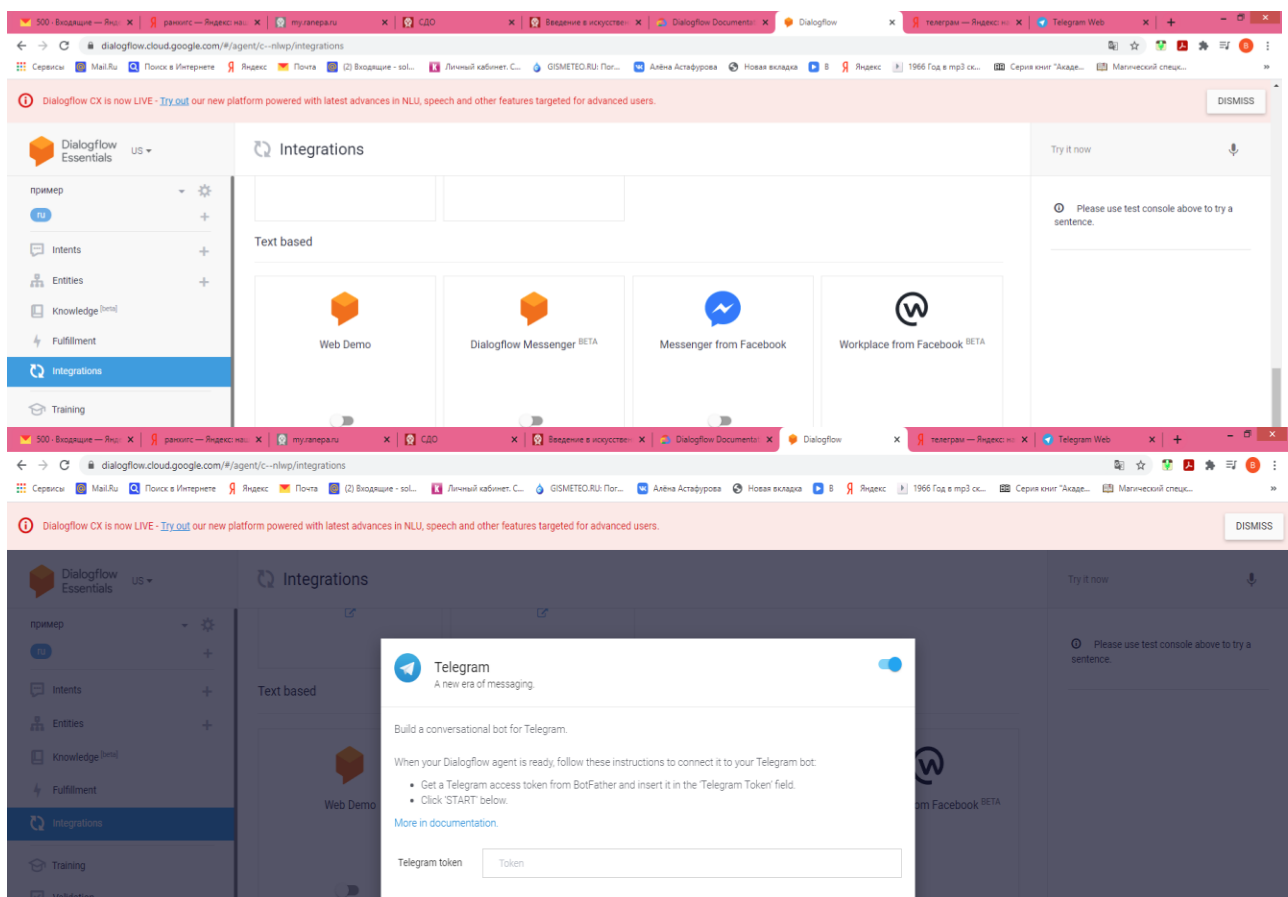 500 - Входящие — Янде
ранхигс — Яндекс: наш
my.ranepa.ru
СДО
Введение в искусствен
Dialogflow Documentat
Dialogflow
телеграм — Яндекс: на
Telegram Web
dialogflow.cloud.google.com/#/agent/c--nlwp/integrations
Сервисы Mail.Ru Поиск в Интернете Яндекс Почта (2) Входящие - sol... Личный кабинет. С... GISMETEO.RU: Пог... Алёна Астафурова Новая вкладка В Яндекс 1966 Год в mp3 ск... Серия книг "Акаде... Магический спецк... »
Dialogflow CX is now LIVE - Try out our new platform powered with latest advances in NLU, speech and other features targeted for advanced users.
DISMISS
Dialogflow
Essentials
US
Integrations
Try it now
пример
ru
Please use test console above to try a
sentence.
Intents
Entities
Knowledge [beta]
Fulfillment
Integrations
Training
Text based
Web Demo
Dialogflow Messenger BETA
Messenger from Facebook
Workplace from Facebook BETA
500 - Входящие — Янде
ранхигс — Яндекс: наш
my.ranepa.ru
СДО
Введение в искусствен
Dialogflow Documentat
Dialogflow
телеграм — Яндекс: на
Telegram Web
dialogflow.cloud.google.com/#/agent/c--nlwp/integrations
Сервисы Mail.Ru Поиск в Интернете Яндекс Почта (2) Входящие - sol... Личный кабинет. С... GISMETEO.RU: Пог... Алёна Астафурова Новая вкладка В Яндекс 1966 Год в mp3 ск... Серия книг "Акаде... Магический спецк... »
Dialogflow CX is now LIVE - Try out our new platform powered with latest advances in NLU, speech and other features targeted for advanced users.
DISMISS
Dialogflow
Essentials
US
Integrations
Try it now
пример
ru
Please use test console above to try a
sentence.
Intents
Entities
Knowledge [beta]
Fulfillment
Integrations
Training
Text based
Web Demo
om Facebook BETA
Telegram
A new era of messaging.
Build a conversational bot for Telegram.
When your Dialogflow agent is ready, follow these instructions to connect it to your Telegram bot:
• Get a Telegram access token from BotFather and insert it in the 'Telegram Token' field.
• Click 'START' below.
More in documentation.
Telegram token
Token